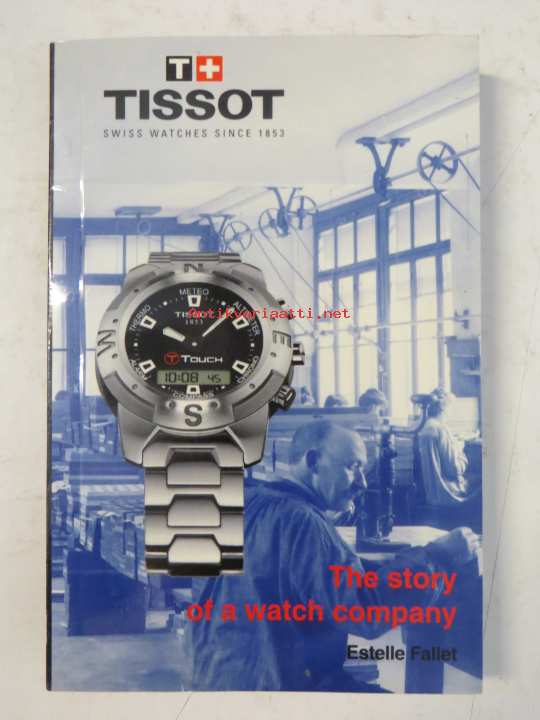 T+
TISSOT
SWISS WATCHES SINCE 1853
N
METEO
THERMO
ALTIMETER
TISSOT
1853
antikvariaatti.net
W
E
T TOUCH
10:08 45
CHRONO
COMPASS
S
The story
of a watch company
Estelle Fallet